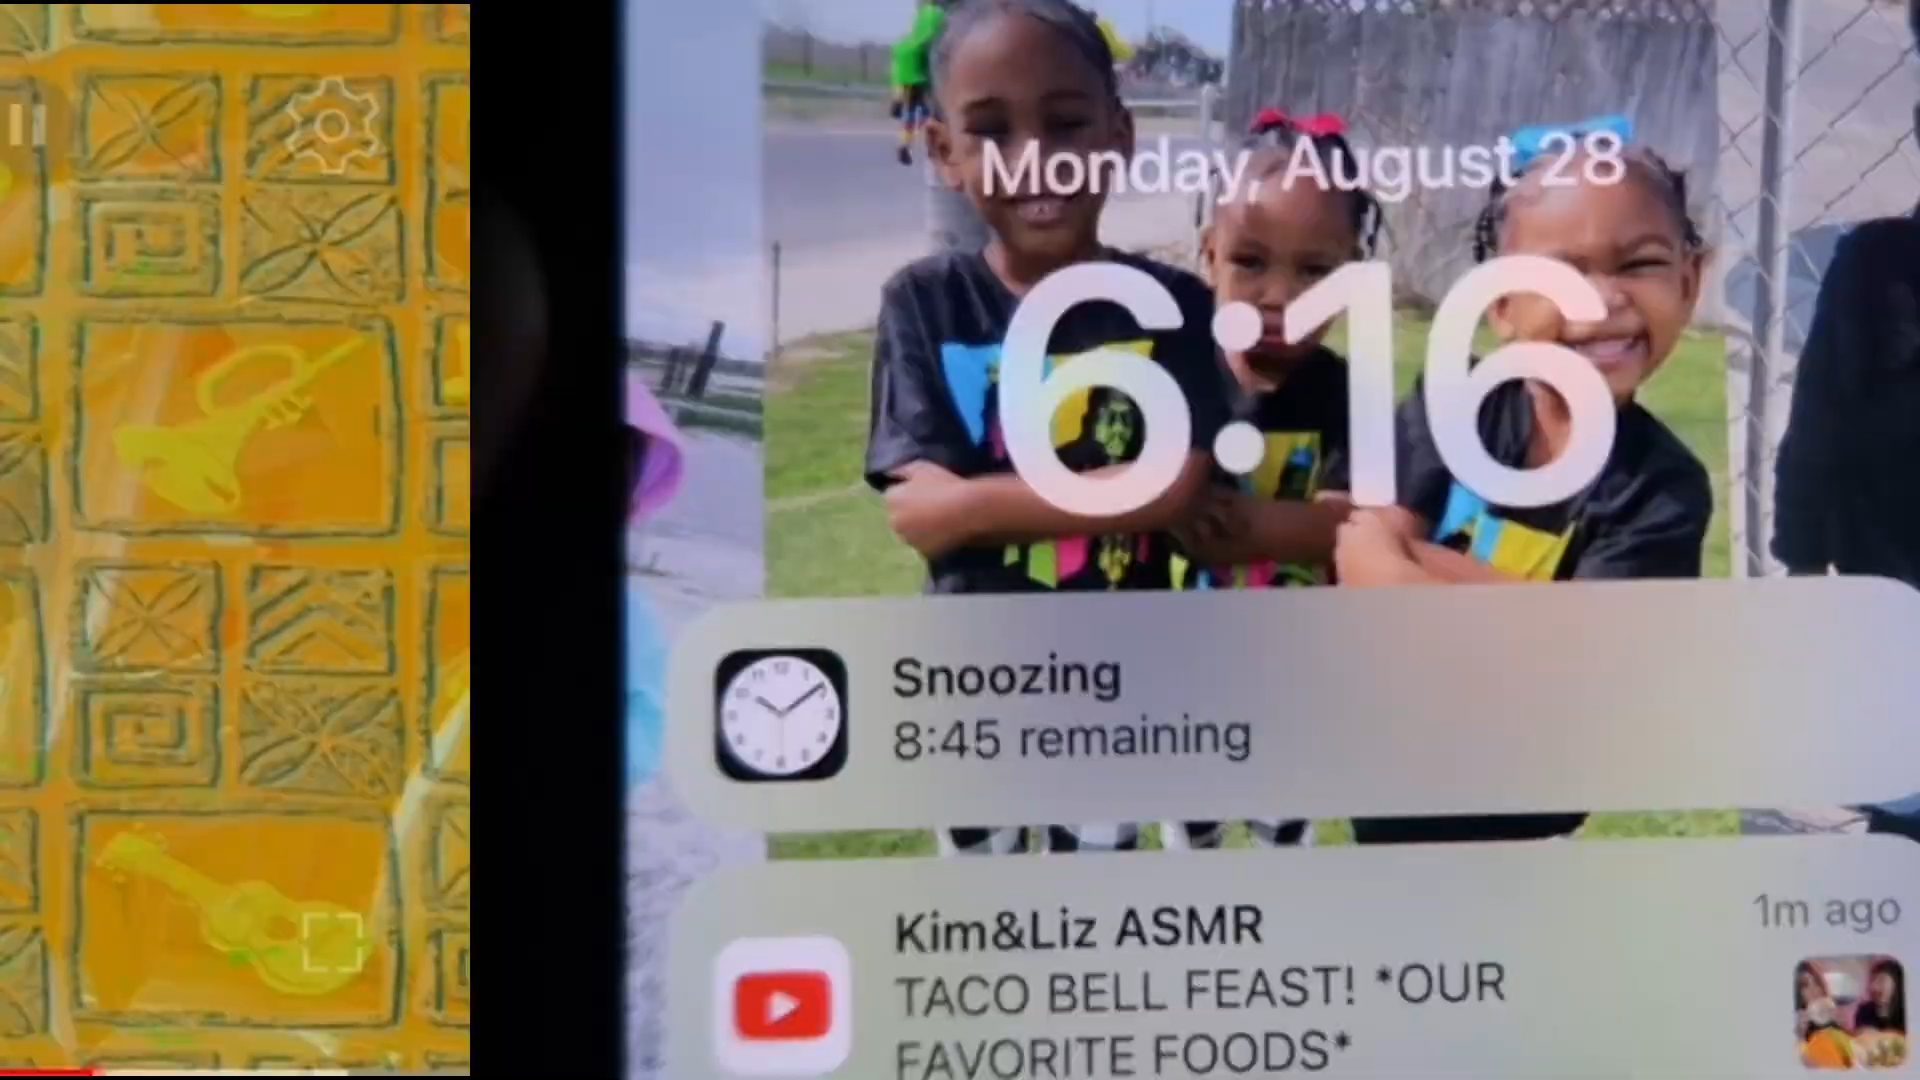 Monday, August 28
6:16
Snoozing
8:45 remaining
Kim&Liz ASMR
1m ago
TACO BELL FEAST! *OUR
FAVORITE FOODS*